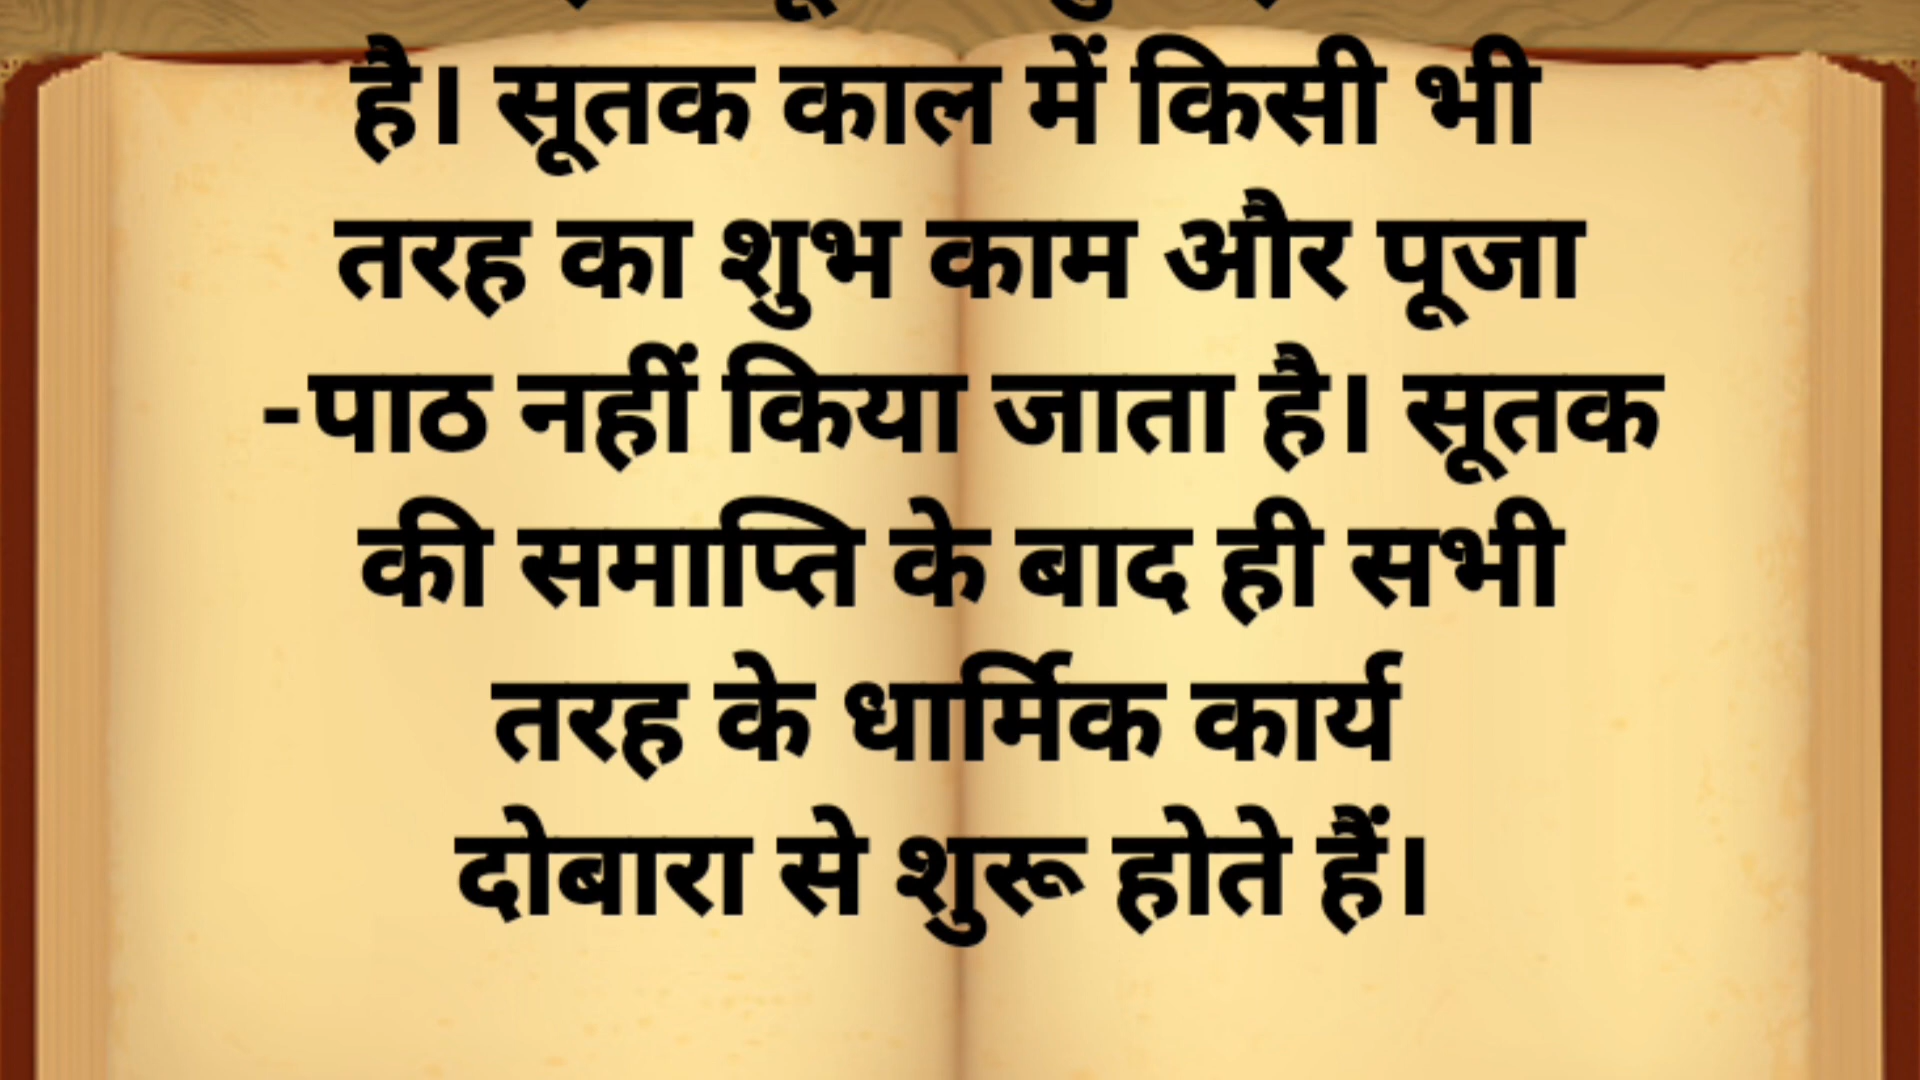 है। सूतक काल में किसी भी
तरह का शुभ काम और पूजा
-पाठ नहीं किया जाता है। सूतक
की समाप्ति के बाद ही सभी
तरह के धार्मिक कार्य
दोबारा से शुरू होते हैं।